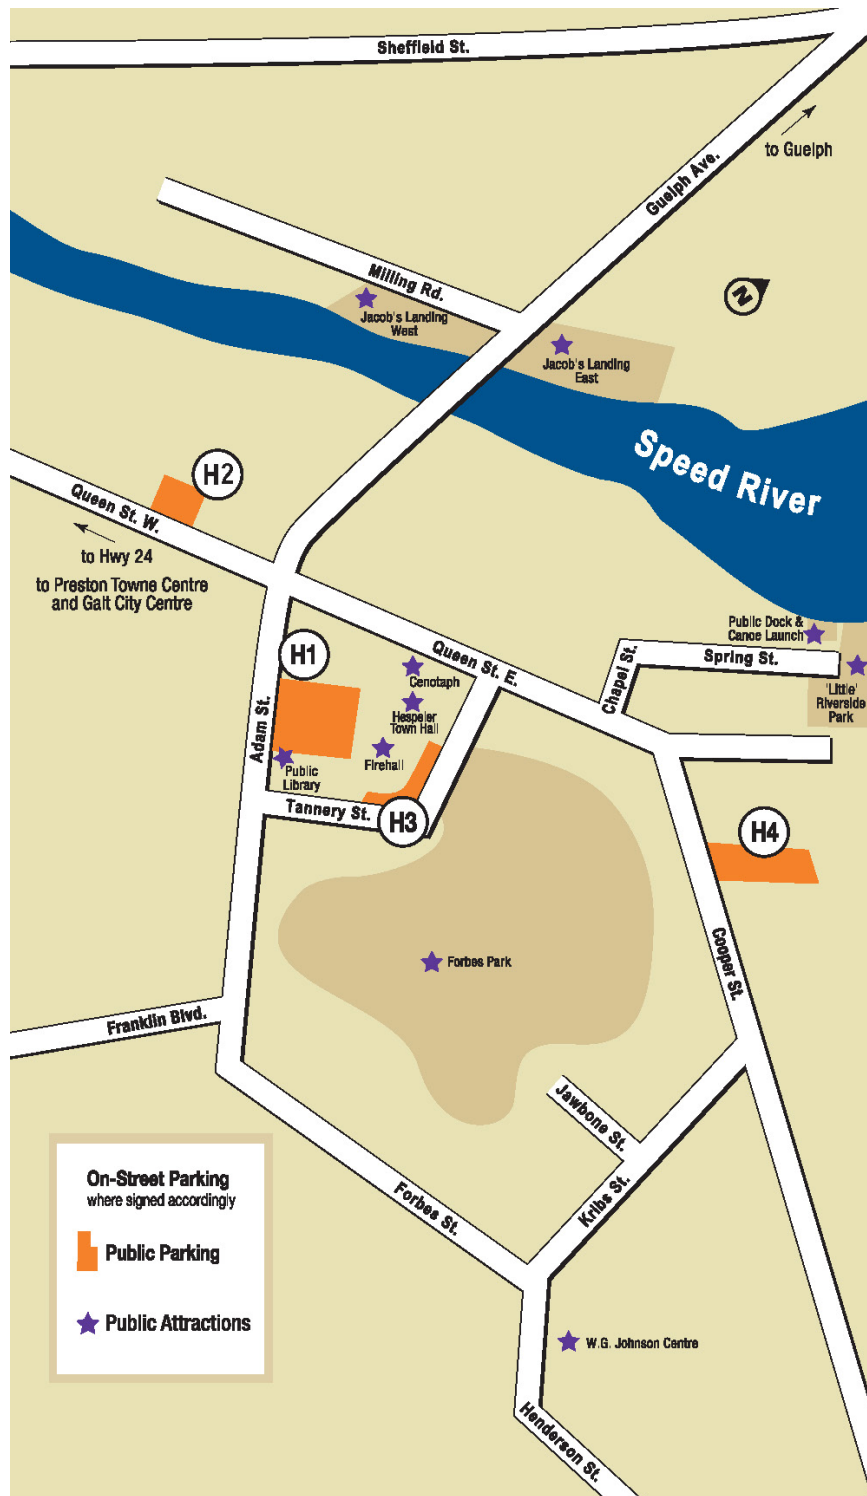 Sheffield St.
to Guelph
Guelph Ave.
Milling Rd.
N
Jacob's Landing
West
Jacob's Landing
East
Speed River
H2
Queen St. W.
to Hwy 24
to Preston Towne Centre
and Galt City Centre
Public Dock &
Canoe Launch
H1
Queen St. E.
Chapel St.
Spring St.
Cenotaph
'Little'
Riverside
Park
Hespeler
Town Hall
Adam St.
Firehall
Public
Library
Tannery St.
H3
H4
Cooper St.
Forbes Park
Franklin Blvd.
Jawbone St.
Kribs St.
Forbes St.
On-Street Parking
where signed accordingly
Public Parking
Public Attractions
W.G. Johnson Centre
Henderson St.